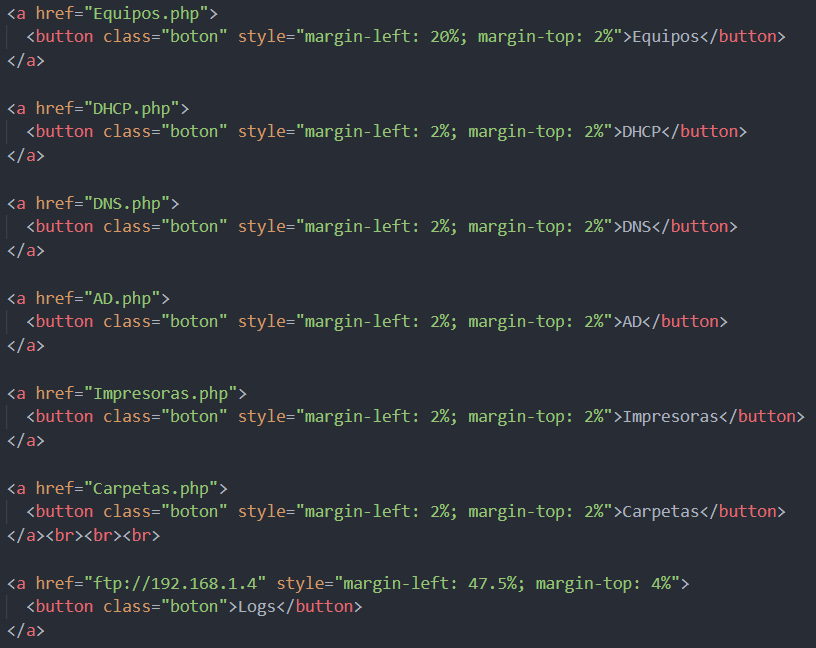 <a href="Equipos.php">
<button class="boton" style="margin-left: 20%; margin-top: 2%">Equipos</button>
</a>
<a href="DHCP.php">
<button class="boton" style="margin-left: 2%; margin-top: 2%">DHCP</button>
</a>
<a href="DNS.php">
<button class="boton" style="margin-left: 2%; margin-top: 2%">DNS</button>
</a>
<a href="AD.php">
<button class="boton" style="margin-left: 2%; margin-top: 2%">AD</button>
</a>
<a href="Impresoras.php">
<button class="boton" style="margin-left: 2%; margin-top: 2%">Impresoras</button>
</a>
<a href="Carpetas.php">
<button class="boton" style="margin-left: 2%; margin-top: 2%">Carpetas</button>
</a><br><br><br>
<a href="ftp://192.168.1.4" style="margin-left: 47.5%; margin-top: 4%">
<button class="boton">Logs</button>
</a>